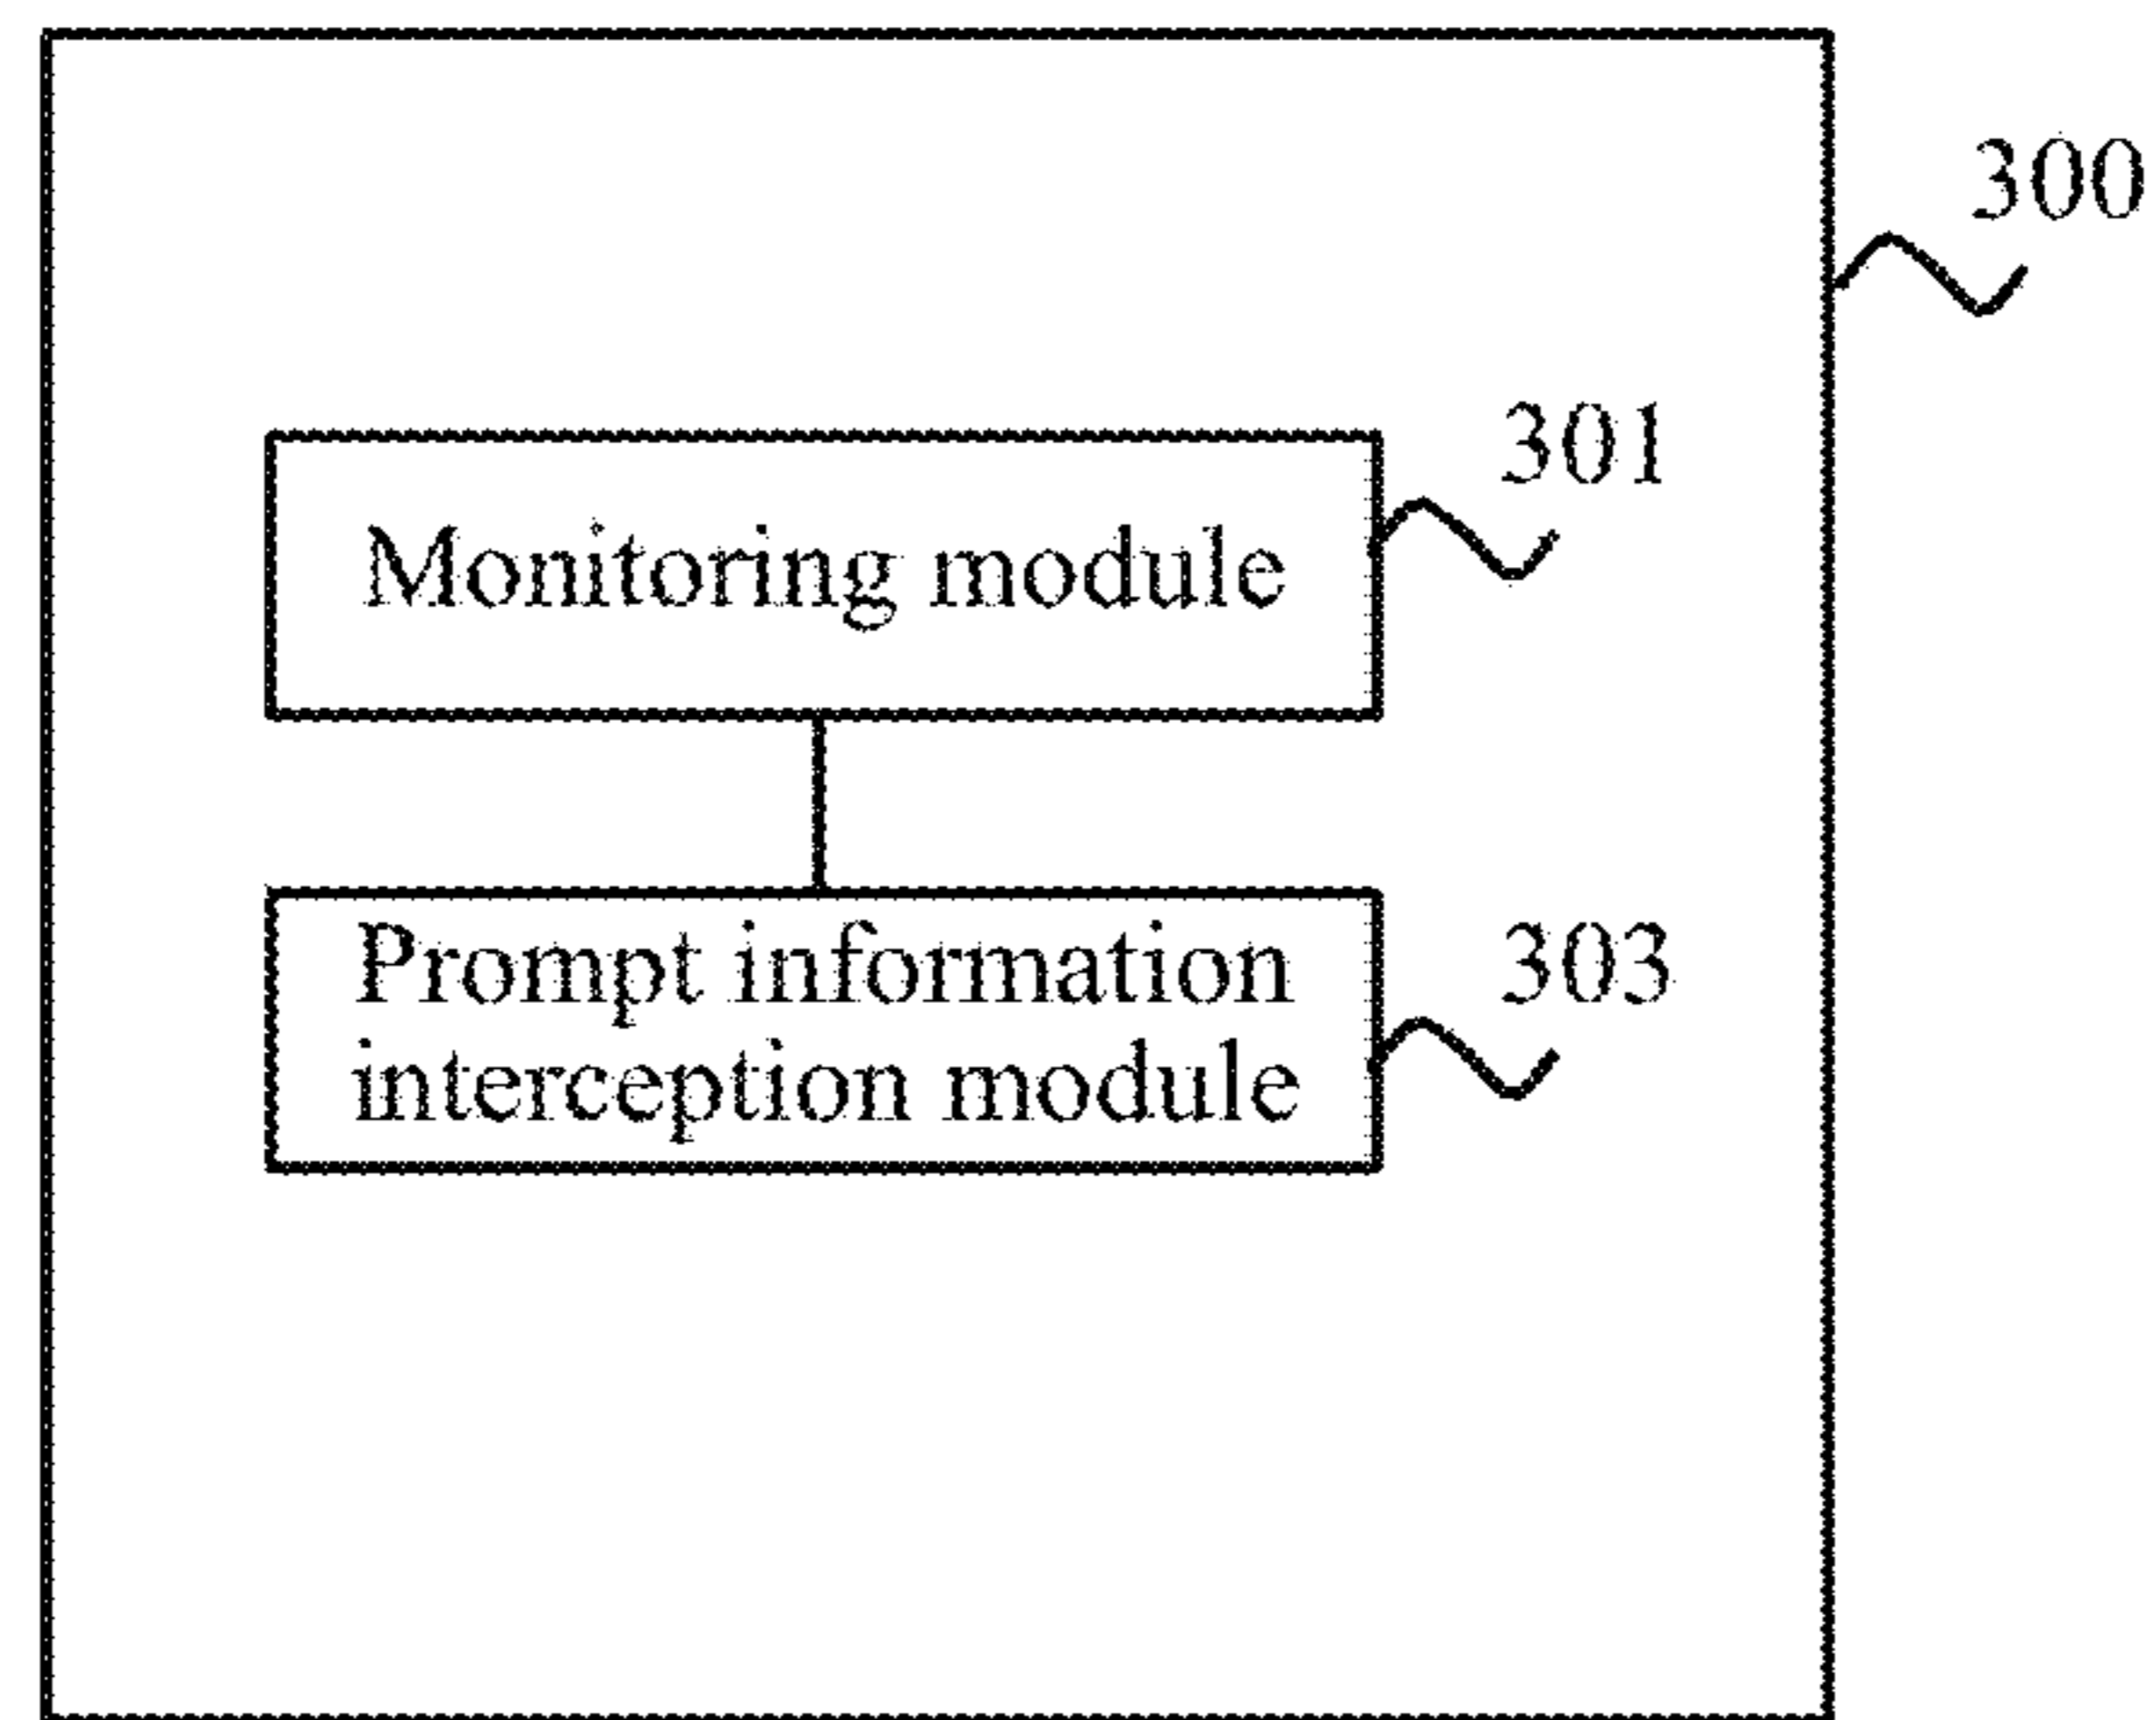 300
301
Monitoring module
Prompt information
303
interception module